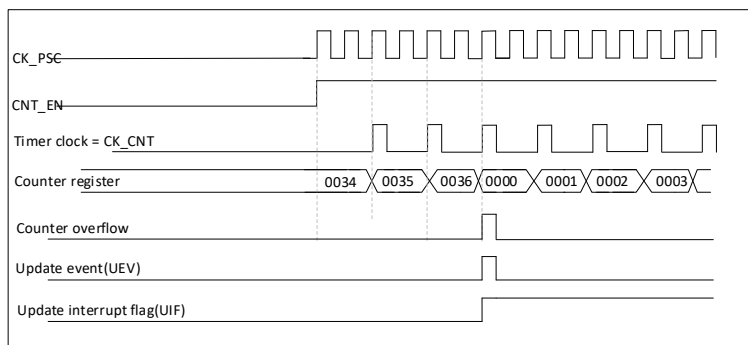 CK_PSC
CNT_EN
Timer clock = CK_CNT
Counter register 0034 0035 0036 0000 0001 0002 0003
Counter overflow
Update event(UEV)
Update interrupt flag(UIF)